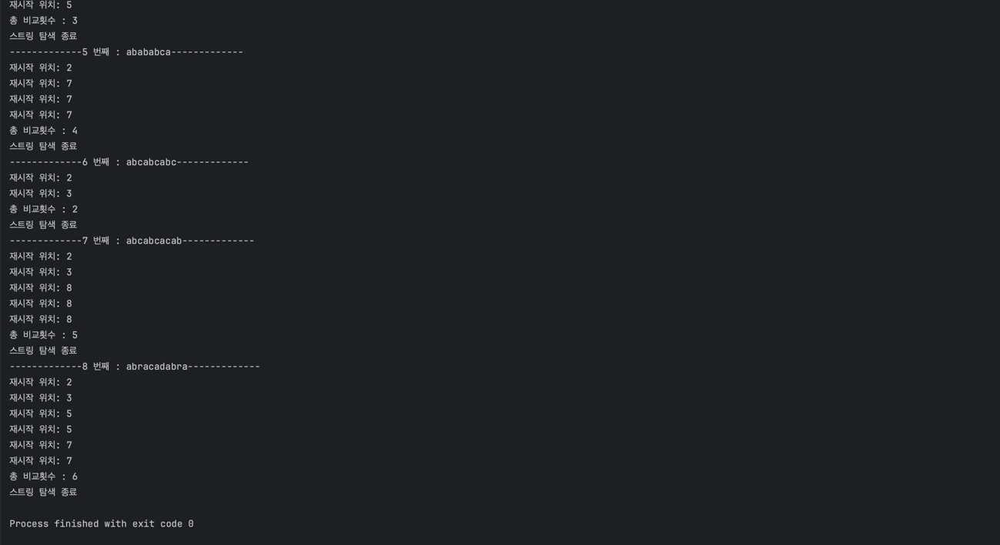 재시작 위치: 5
총 비교횟수 : 3
스트링 탐색 종료
-------------5 번째 : abababca-------------
재시작 위치: 2
재시작 위치: 7
재시작 위치: 7
재시작 위치: 7
총 비교횟수 : 4
스트링 탐색 종료
-------------6 번째 : abcabcabc-------------
재시작 위치: 2
재시작 위치: 3
총 비교횟수 : 2
스트링 탐색 종료
-------------7 번째 : abcabcacab-------------
재시작 위치: 2
재시작 위치: 3
재시작 위치: 8
재시작 위치: 8
재시작 위치: 8
총 비교횟수 : 5
스트링 탐색 종료
-------------8 번째 : abracadabra-------------
재시작 위치: 2
재시작 위치: 3
재시작 위치: 5
재시작 위치: 5
재시작 위치: 7
재시작 위치: 7
총 비교횟수 : 6
스트링 탐색 종료
Process finished with exit code 0